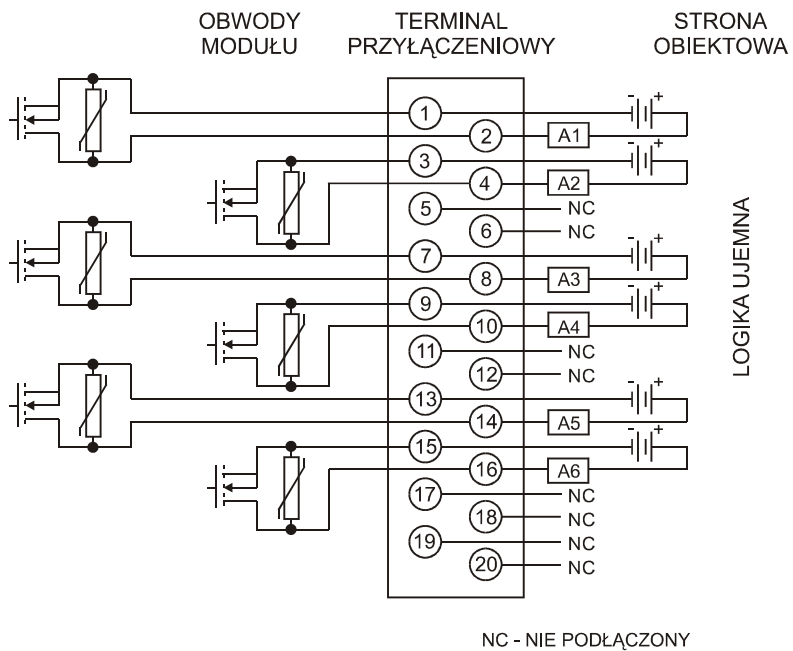 OBWODY
MODUŁU
TERMINAL
PRZYŁĄCZENIOWY
STRONA
OBIEKTOWA
1
- +
2
A1
3
- +
4
A2
5
NC
6
NC
7
- +
8
A3
9
- +
10
A4
11
NC
12
NC
13
- +
14
A5
15
- +
16
A6
17
NC
18
NC
19
NC
20
NC
LOGIKA UJEMNA
NC - NIE PODŁĄCZONY